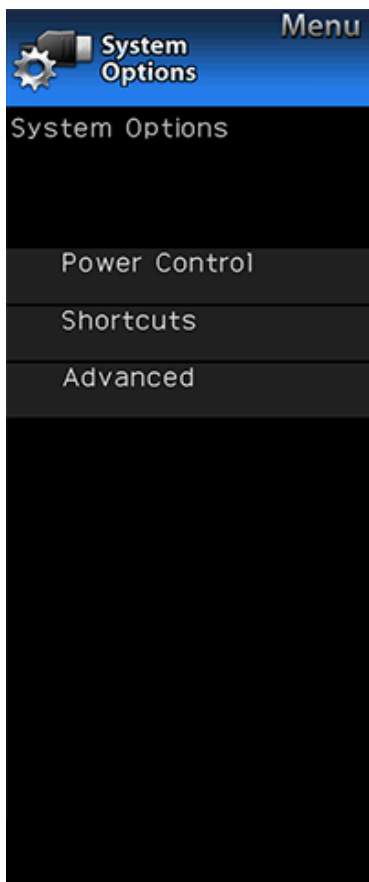 Menu
System
Options
System Options
Power Control
Shortcuts
Advanced